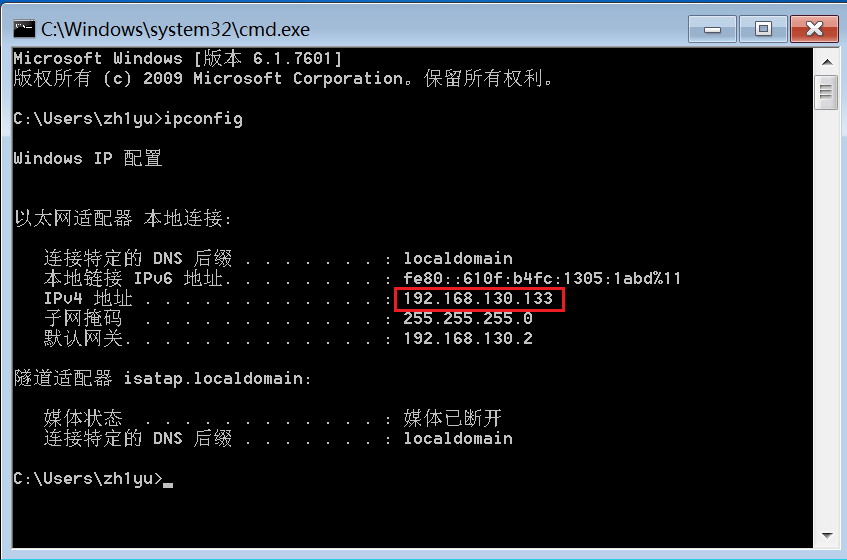 C:\Windows\system32\cmd.exe
Microsoft Windows [版本 6.1.7601]
版权所有 (c) 2009 Microsoft Corporation。保留所有权利。
C:\Users\zh1yu>ipconfig
Windows IP 配置
以太网适配器 本地连接:
连接特定的 DNS 后缀 . . . . . . . : localdomain
本地链接 IPv6 地址. . . . . . . . : fe80::610f:b4fc:1305:1abd%11
IPv4 地址 . . . . . . . . . . . . : 192.168.130.133
子网掩码 . . . . . . . . . . . . : 255.255.255.0
默认网关. . . . . . . . . . . . . : 192.168.130.2
隧道适配器 isatap.localdomain:
媒体状态 . . . . . . . . . . . . : 媒体已断开
连接特定的 DNS 后缀 . . . . . . . : localdomain
C:\Users\zh1yu>_